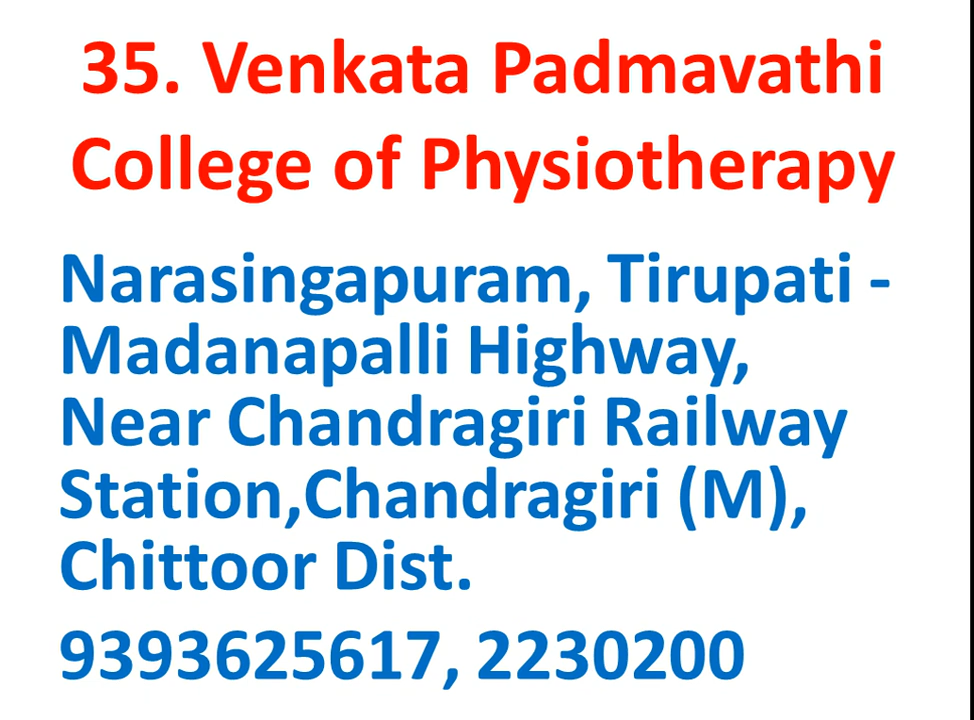 35. Venkata Padmavathi
College of Physiotherapy
Narasingapuram, Tirupati -
Madanapalli Highway,
Near Chandragiri Railway
Station,Chandragiri (M),
Chittoor Dist.
9393625617, 2230200